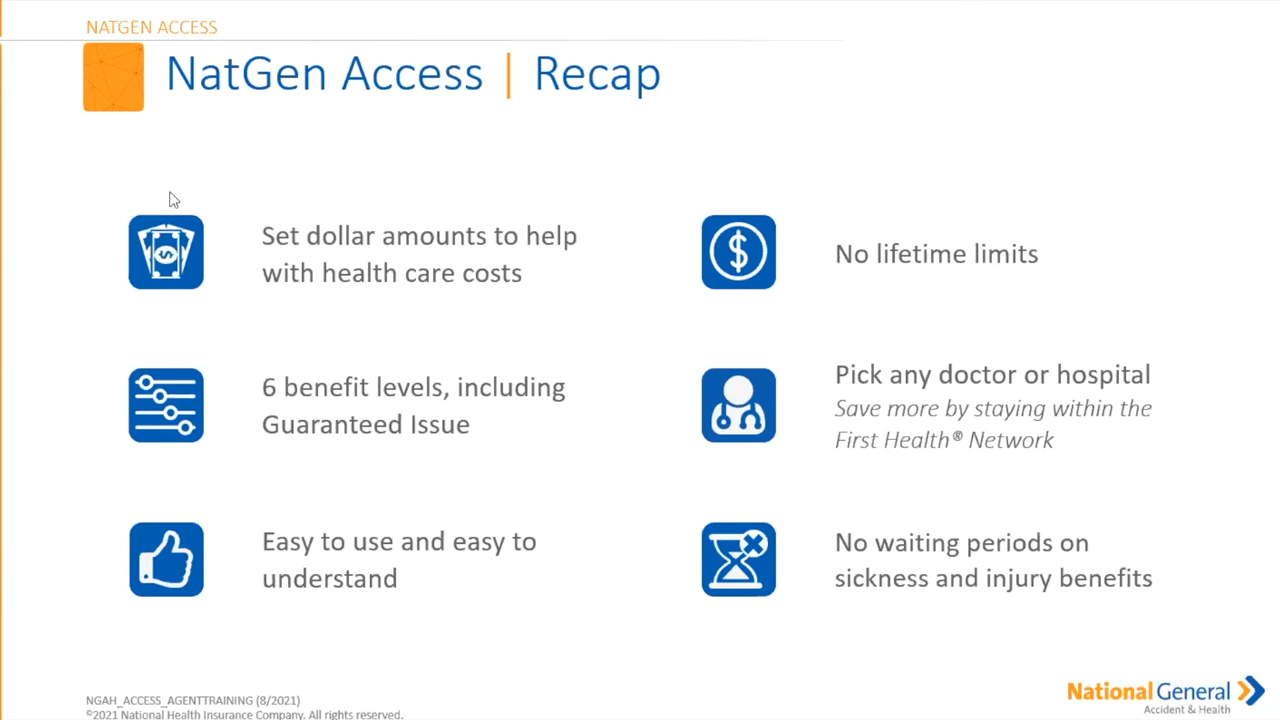 NATGEN ACCESS
NatGen Access | Recap
Set dollar amounts to help
with health care costs
No lifetime limits
6 benefit levels, including
Guaranteed Issue
Pick any doctor or hospital
Save more by staying within the
First Health® Network
Easy to use and easy to
understand
No waiting periods on
sickness and injury benefits
NGAH_ACCESS_AGENTTRAINING (8/2021)
©2021 National Health Insurance Company. All rights reserved.
National General
Accident & Health